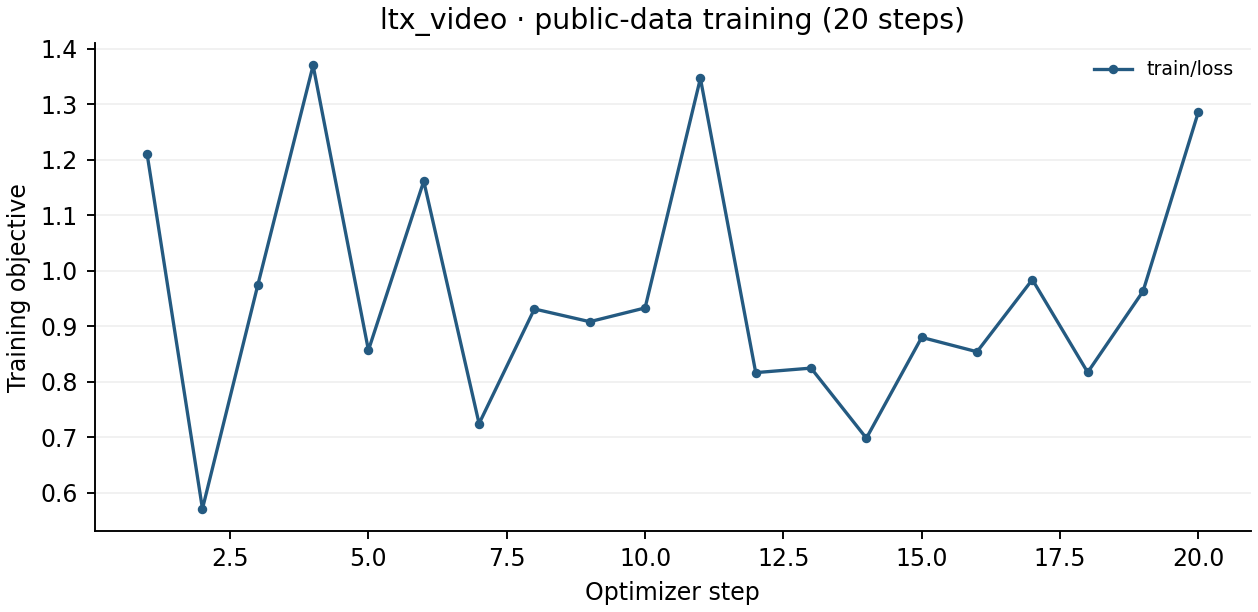 ltx_video · public-data training (20 steps)
train/loss
Training objective
1.4
1.3
1.2
1.1
1.0
0.9
0.8
0.7
0.6
2.5 5.0 7.5 10.0 12.5 15.0 17.5 20.0
Optimizer step